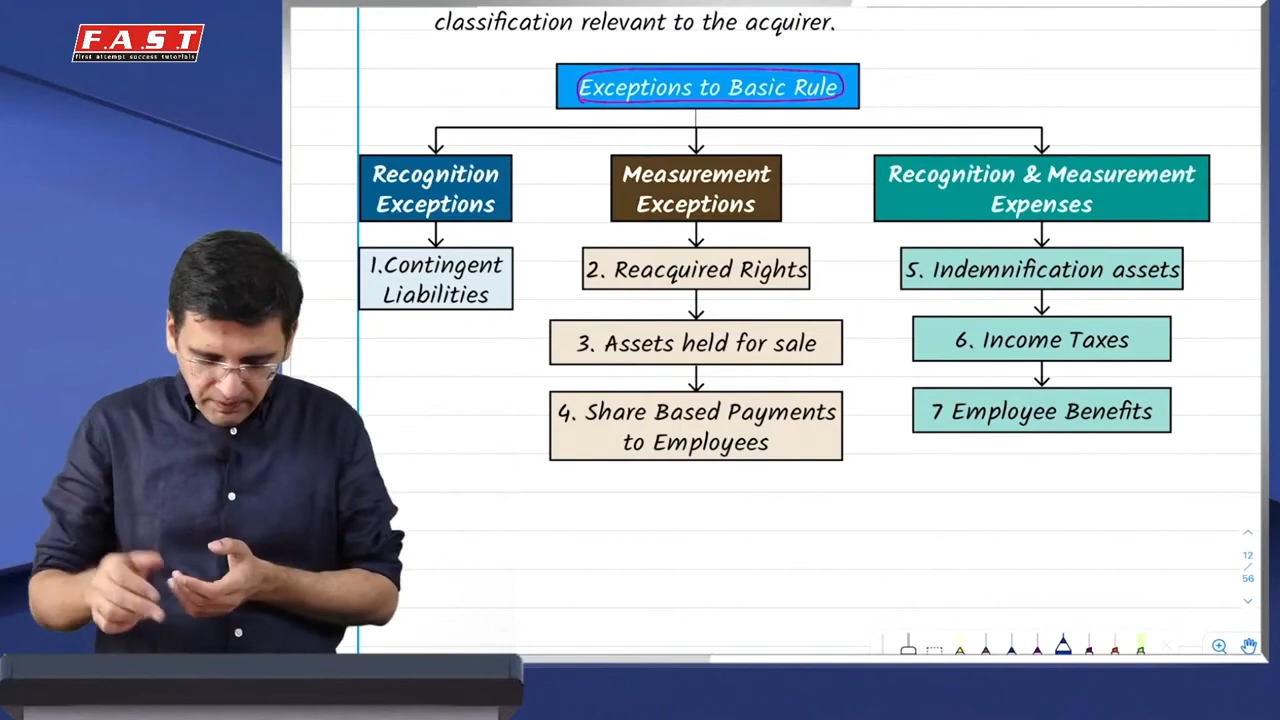 F.A.S.T
first attempt success tutorials
classification relevant to the acquirer.
Exceptions to Basic Rule
Recognition
Exceptions
1.Contingent
Liabilities
Measurement
Exceptions
2. Reacquired Rights
3. Assets held for sale
4. Share Based Payments
to Employees
Recognition & Measurement
Expenses
5. Indemnification assets
6. Income Taxes
7 Employee Benefits
12
/
56